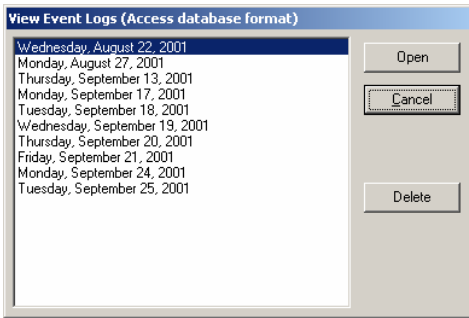 View Event Logs (Access database format)
Wednesday, August 22, 2001
Monday, August 27, 2001
Thursday, September 13, 2001
Monday, September 17, 2001
Tuesday, September 18, 2001
Wednesday, September 19, 2001
Thursday, September 20, 2001
Friday, September 21, 2001
Monday, September 24, 2001
Tuesday, September 25, 2001
Open
Cancel
Delete